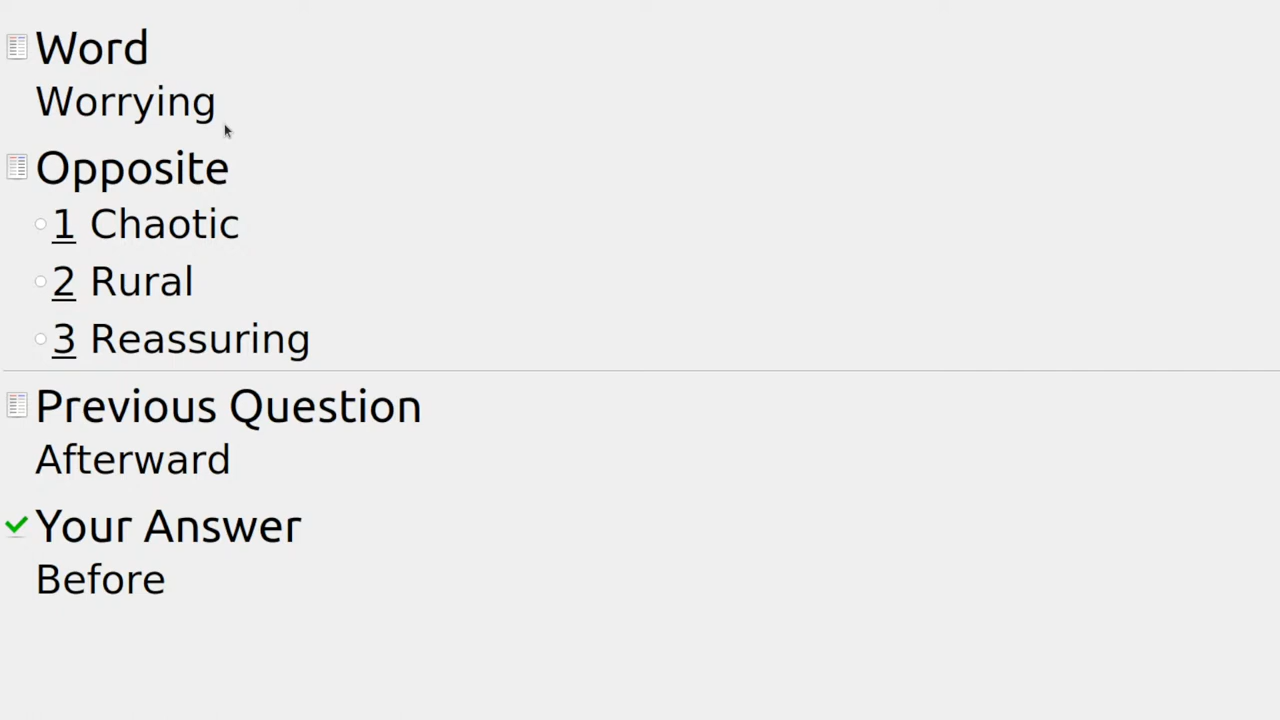 Word
Worrying
Opposite
1 Chaotic
2 Rural
3 Reassuring
Previous Question
Afterward
Your Answer
Before